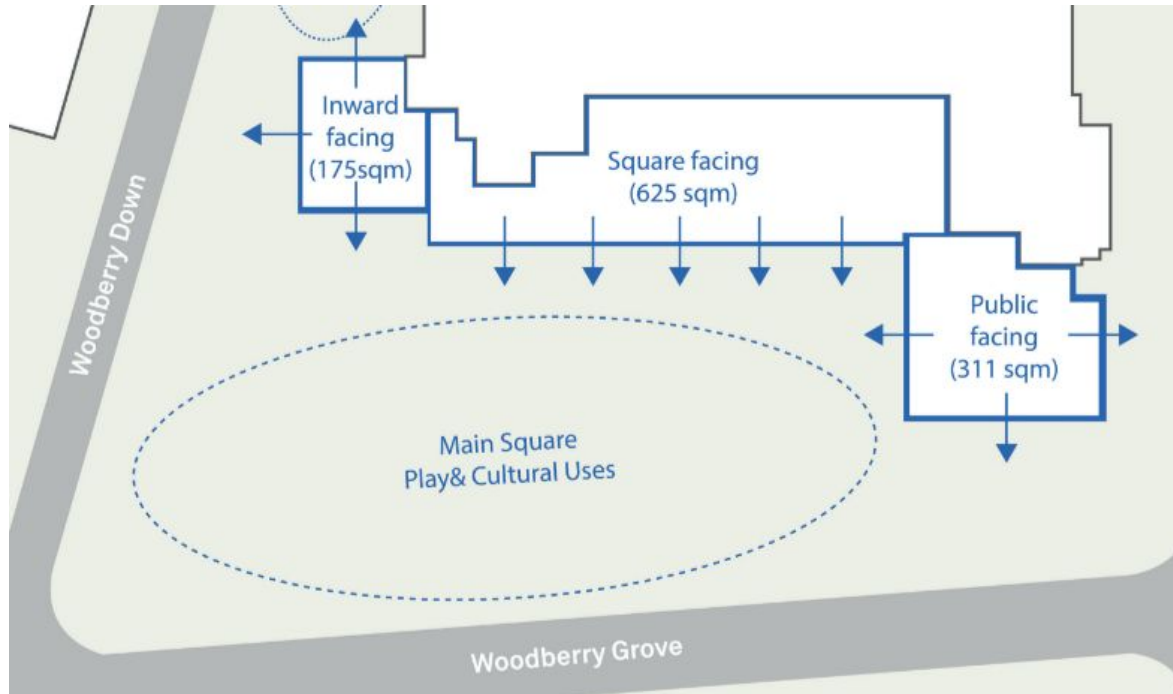 Inward
facing
(175sqm)
Square facing
(625 sqm)
Public
facing
(311 sqm)
Woodberry Down
Main Square
Play& Cultural Uses
Woodberry Grove